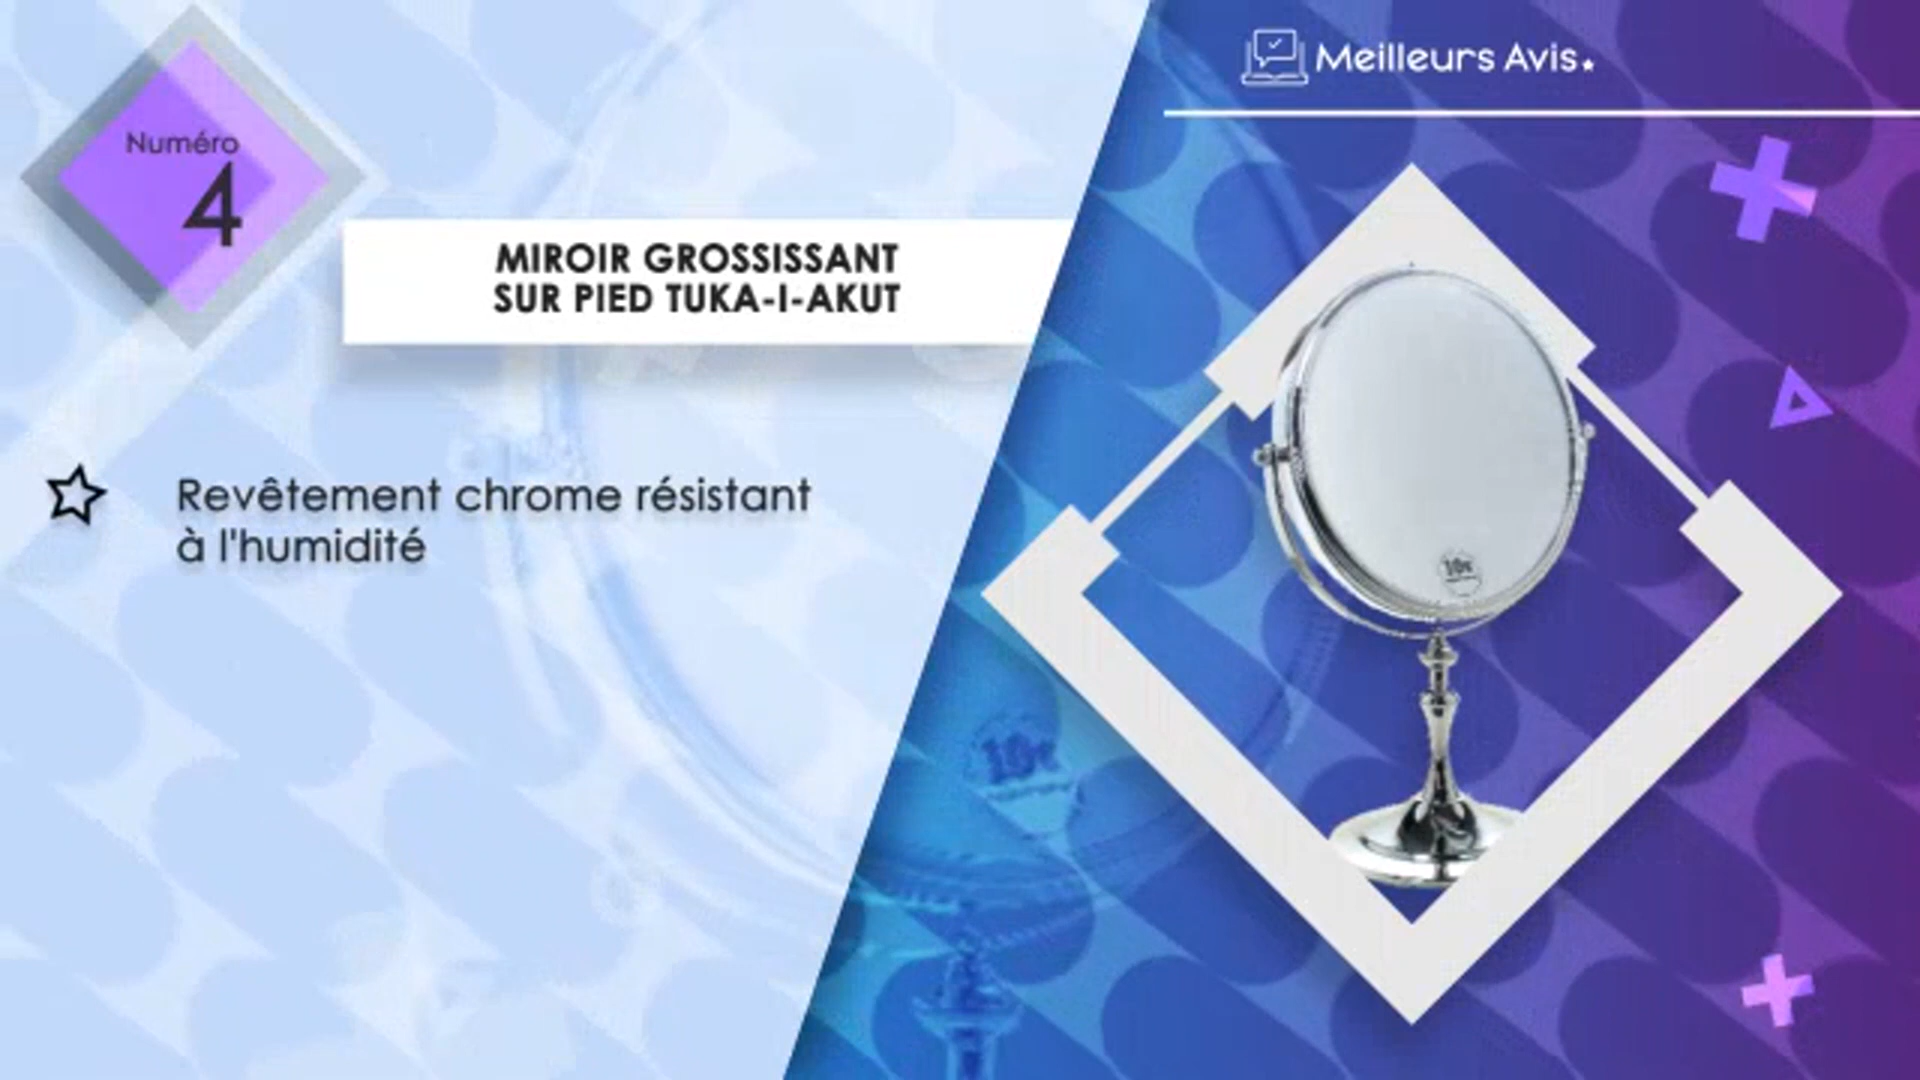 Numéro
4
Meilleurs Avis
MIROIR GROSSISSANT
SUR PIED TUKA-I-AKUT
Revêtement chrome résistant
à l'humidité
10x